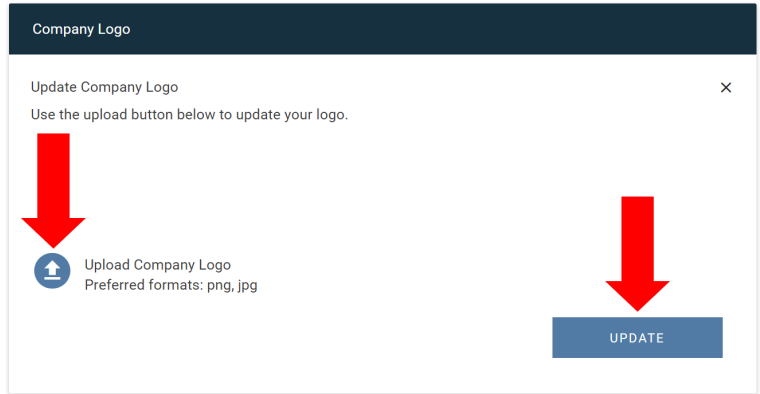 Company Logo
Update Company Logo
Use the upload button below to update your logo.
Upload Company Logo
Preferred formats: png, jpg
UPDATE